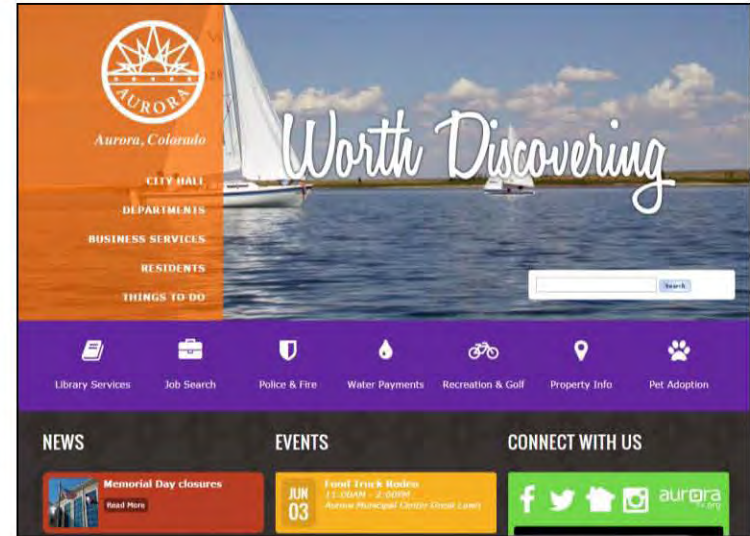 AURORA
Aurora, Colorado
Worth Discovering
CITY HALL
DEPARTMENTS
BUSINESS SERVICES
RESIDENTS
THINGS TO DO
Search
Library Services
Job Search
Police & Fire
Water Payments
Recreation & Golf
Property Info
Pet Adoption
NEWS
EVENTS
CONNECT WITH US
Memorial Day closures
Read More
JUN
03
Food Truck Rodeo
11:00AM - 2:00PM
Aurora Municipal Center Great Lawn
aurora
tv.org